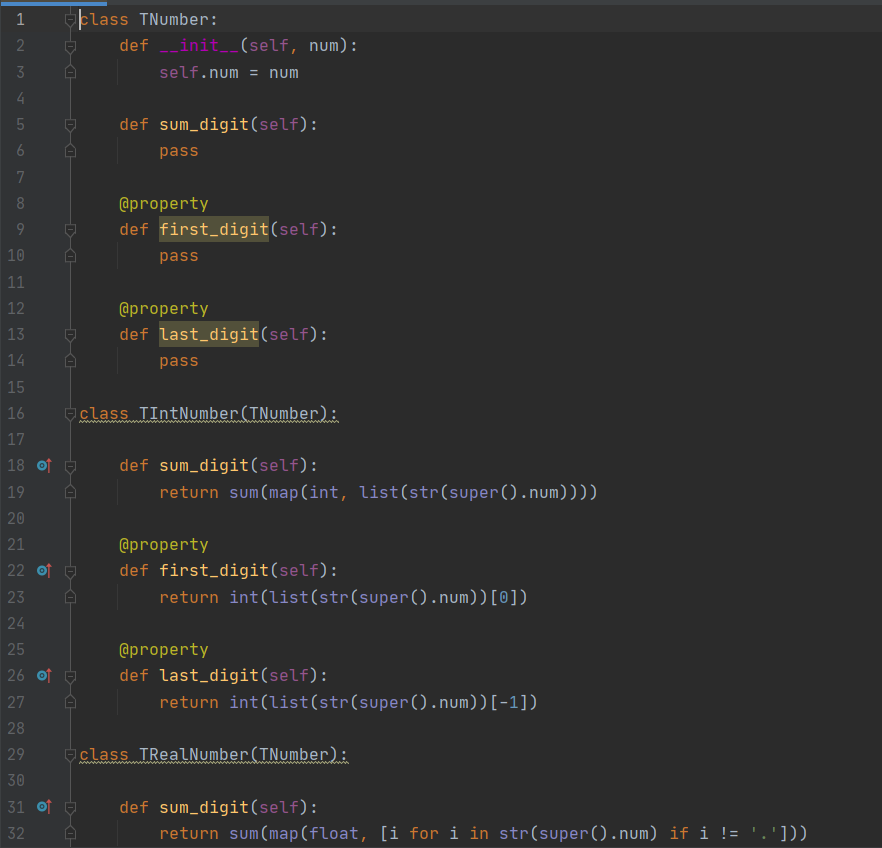 1 class TNumber:
2     def __init__(self, num):
3         self.num = num
4
5     def sum_digit(self):
6         pass
7
8     @property
9     def first_digit(self):
10         pass
11
12     @property
13     def last_digit(self):
14         pass
15
16 class TIntNumber(TNumber):
17
18     def sum_digit(self):
19         return sum(map(int, list(str(super().num))))
20
21     @property
22     def first_digit(self):
23         return int(list(str(super().num))[0])
24
25     @property
26     def last_digit(self):
27         return int(list(str(super().num))[-1])
28
29 class TRealNumber(TNumber):
30
31     def sum_digit(self):
32         return sum(map(float, [i for i in str(super().num) if i != '.']))